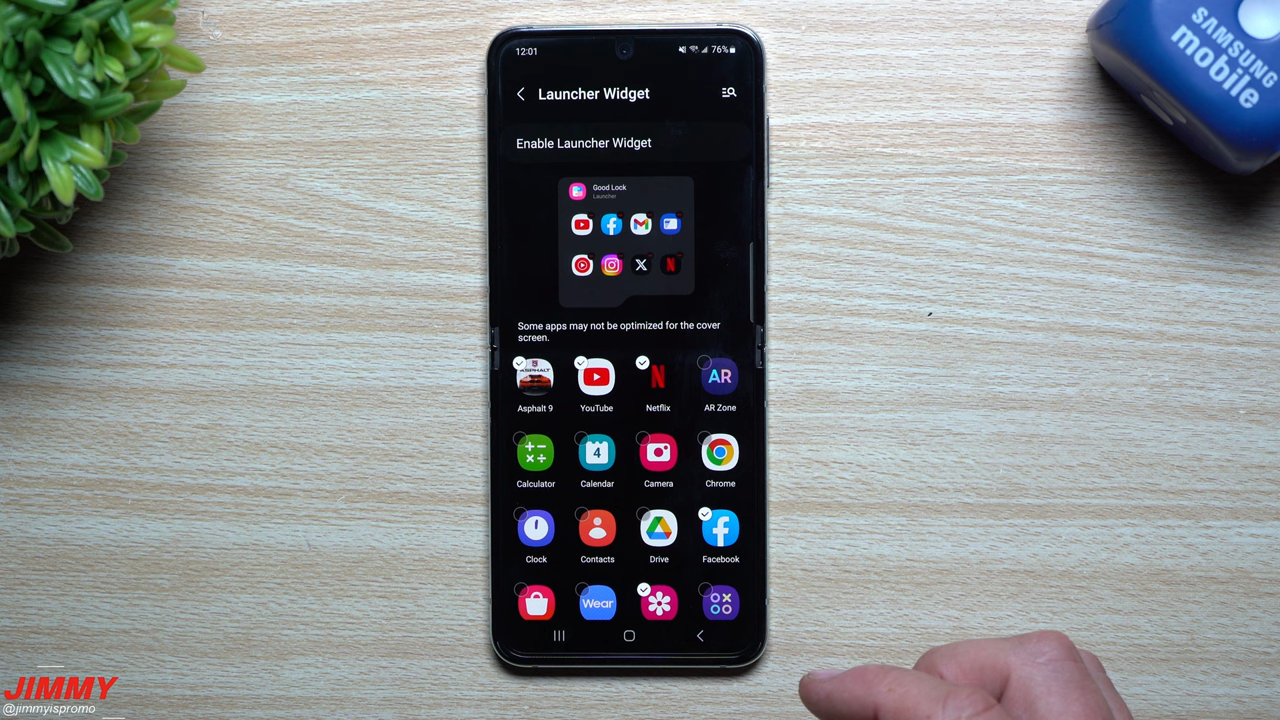 SAMSUNG
mobile
12:01
76%
Launcher Widget
Enable Launcher Widget
Good Lock
Launcher
Some apps may not be optimized for the cover
screen.
ASPHALT
Asphalt 9
YouTube
Netflix
AR
AR Zone
Calculator
4
Calendar
Camera
Chrome
Clock
Contacts
Drive
Facebook
Wear
JIMMY
@jimmyispromo